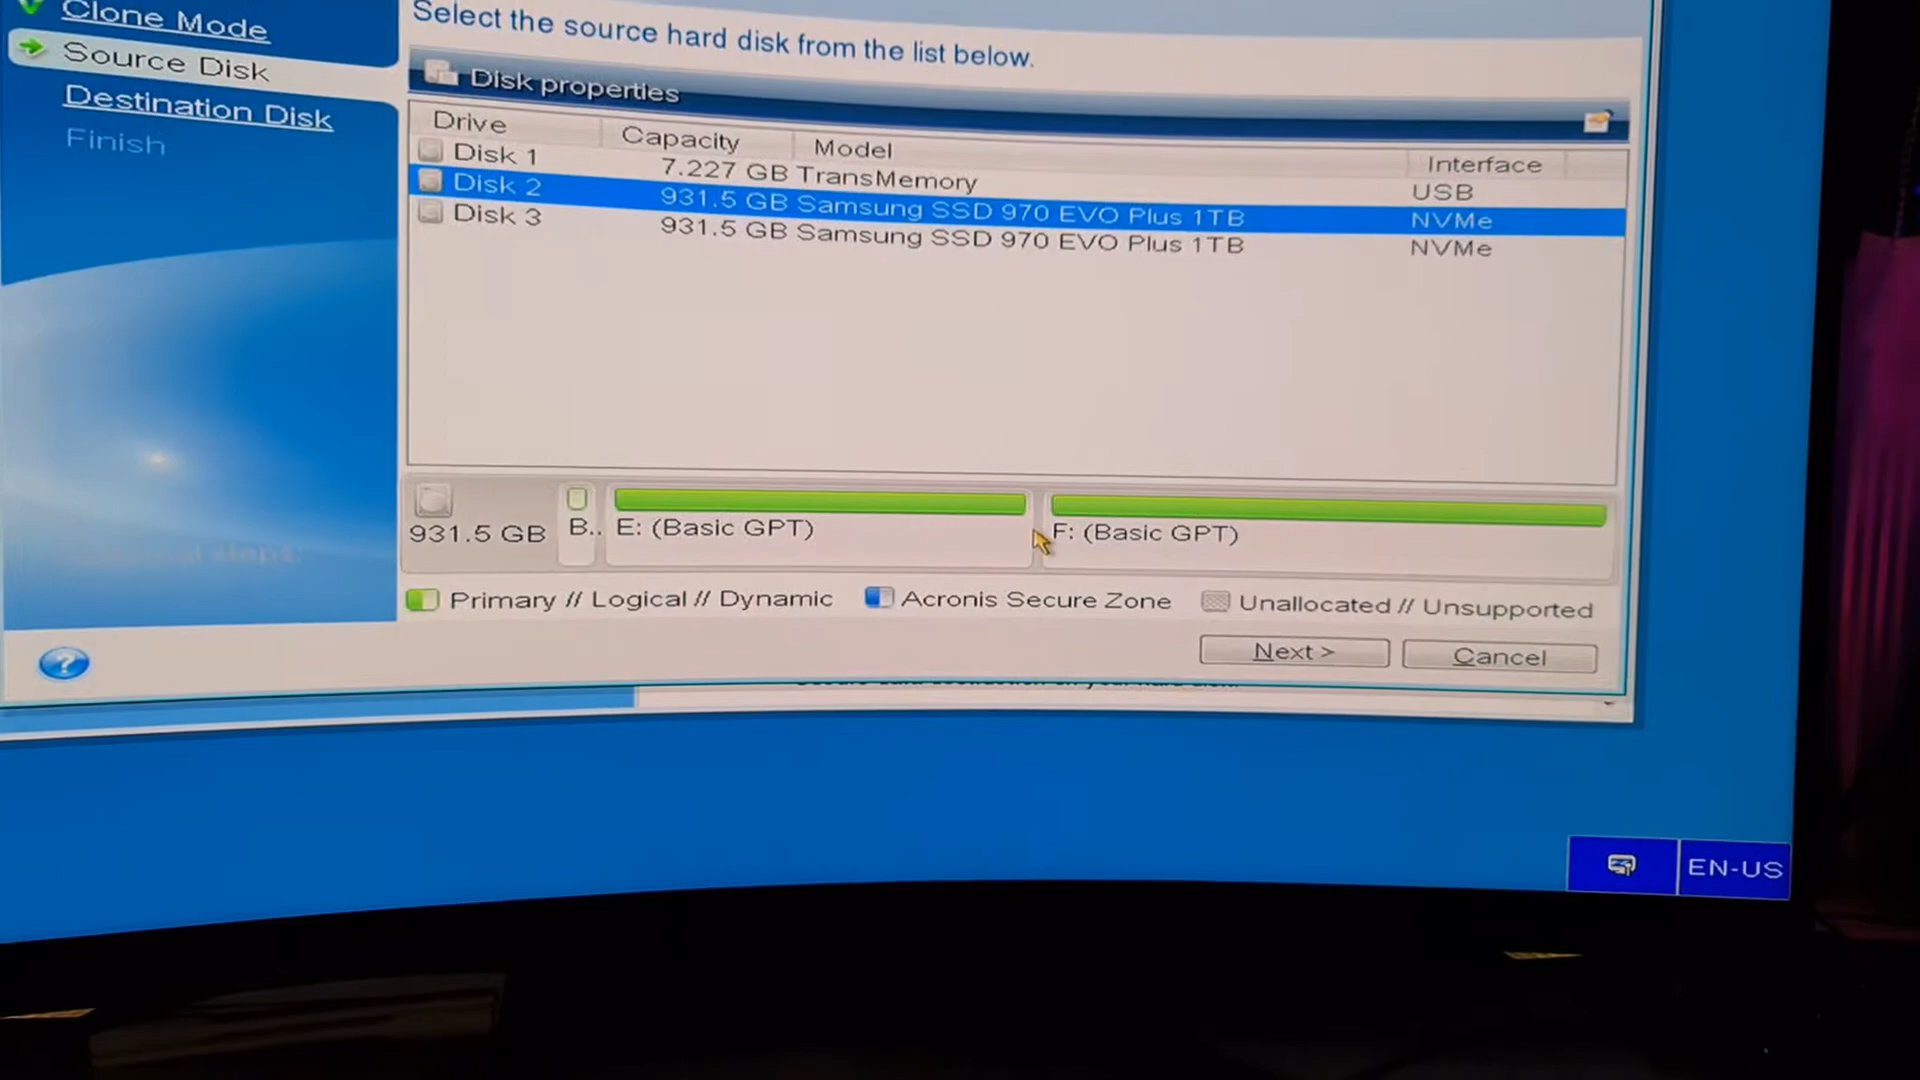 Clone Mode
Source Disk
Destination Disk
Finish
Select the source hard disk from the list below.
Disk properties
Drive Capacity Model Interface
Disk 1 7.227 GB TransMemory USB
Disk 2 931.5 GB Samsung SSD 970 EVO Plus 1TB NVMe
Disk 3 931.5 GB Samsung SSD 970 EVO Plus 1TB NVMe
931.5 GB B.. E: (Basic GPT) F: (Basic GPT)
Primary // Logical // Dynamic Acronis Secure Zone Unallocated // Unsupported
? Next > Cancel
EN-US